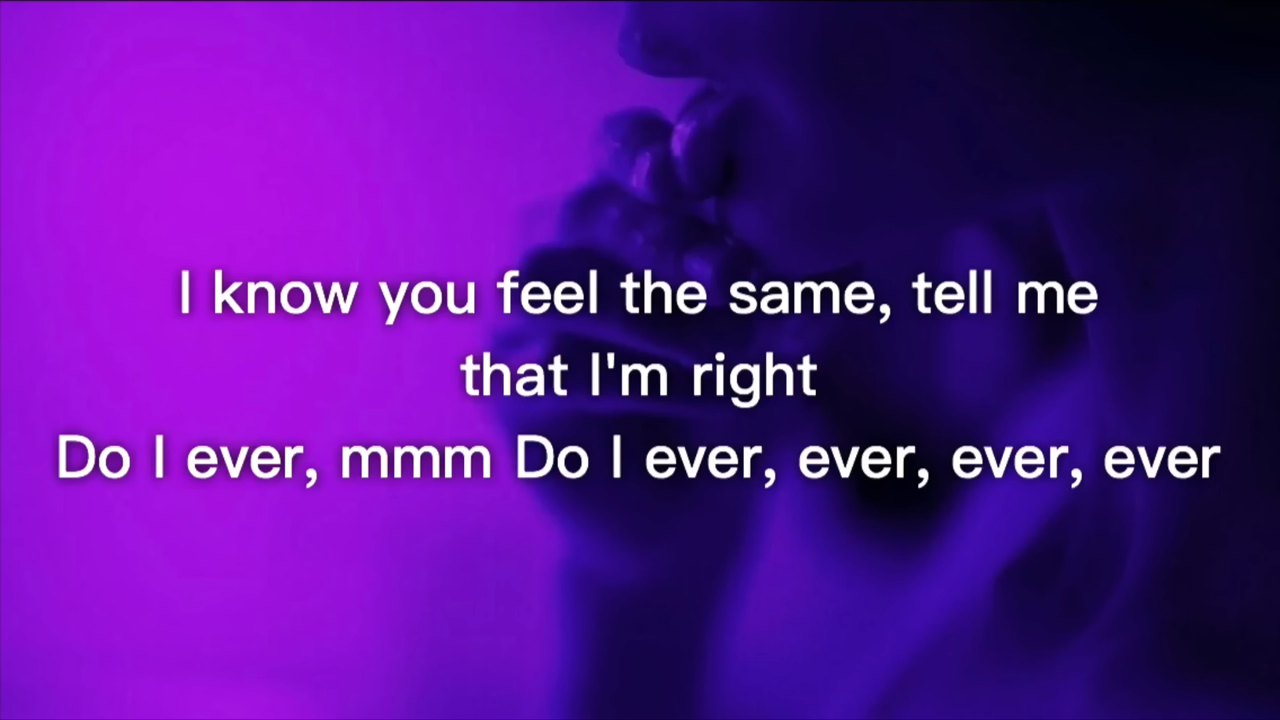 I know you feel the same, tell me
that I'm right
Do I ever, mmm Do I ever, ever, ever, ever